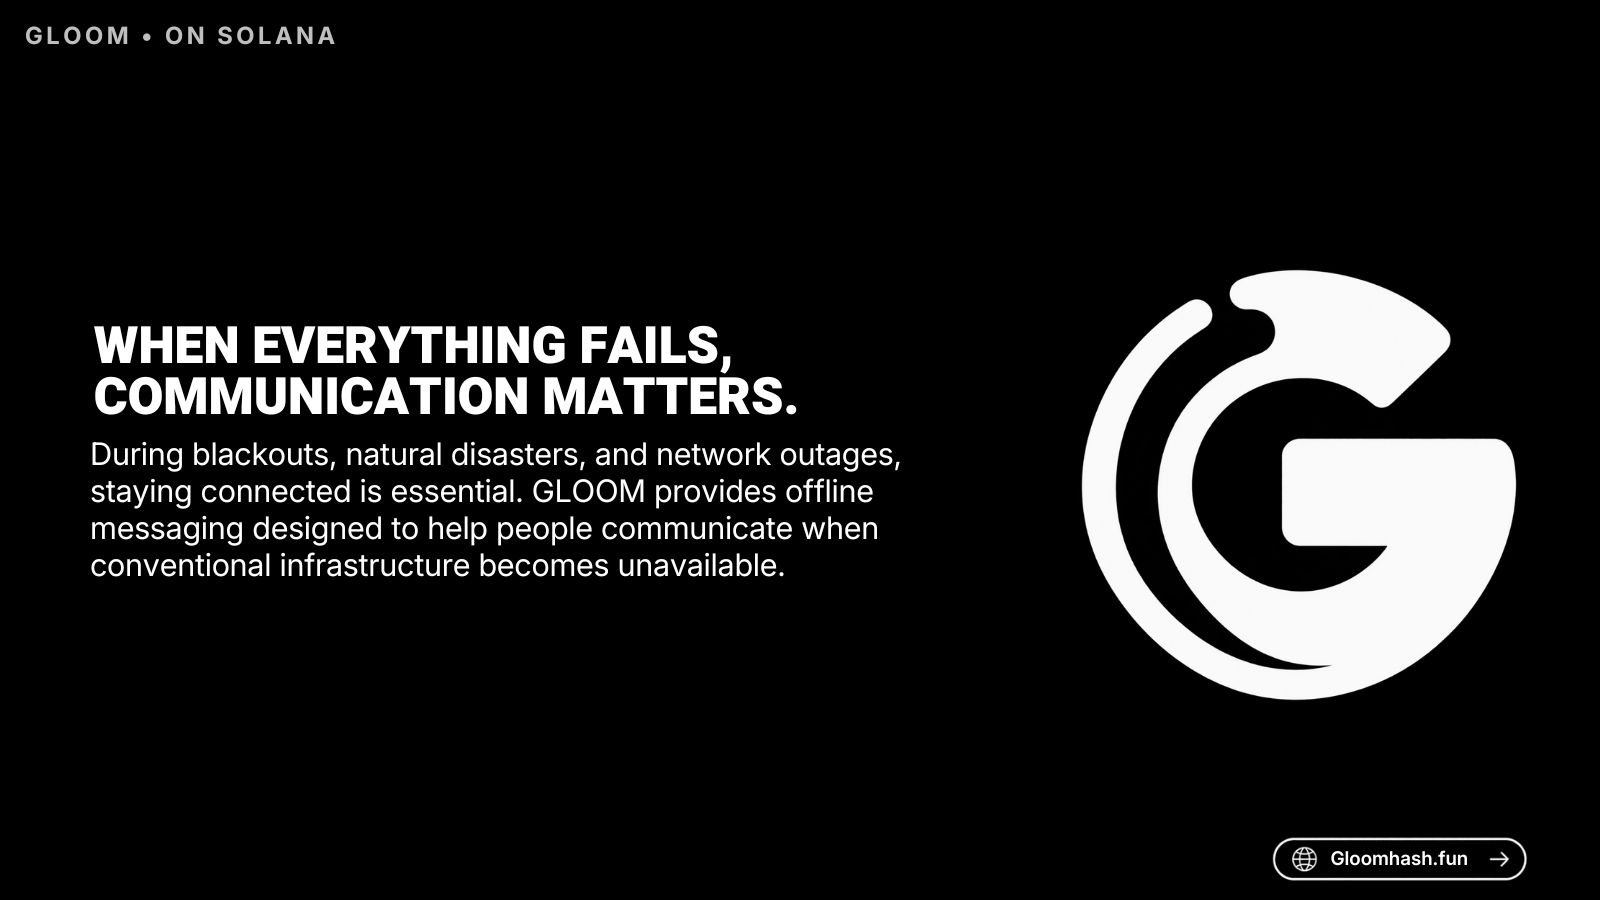 GLOOM • ON SOLANA
WHEN EVERYTHING FAILS,
COMMUNICATION MATTERS.
During blackouts, natural disasters, and network outages,
staying connected is essential. GLOOM provides offline
messaging designed to help people communicate when
conventional infrastructure becomes unavailable.
Gloomhash.fun